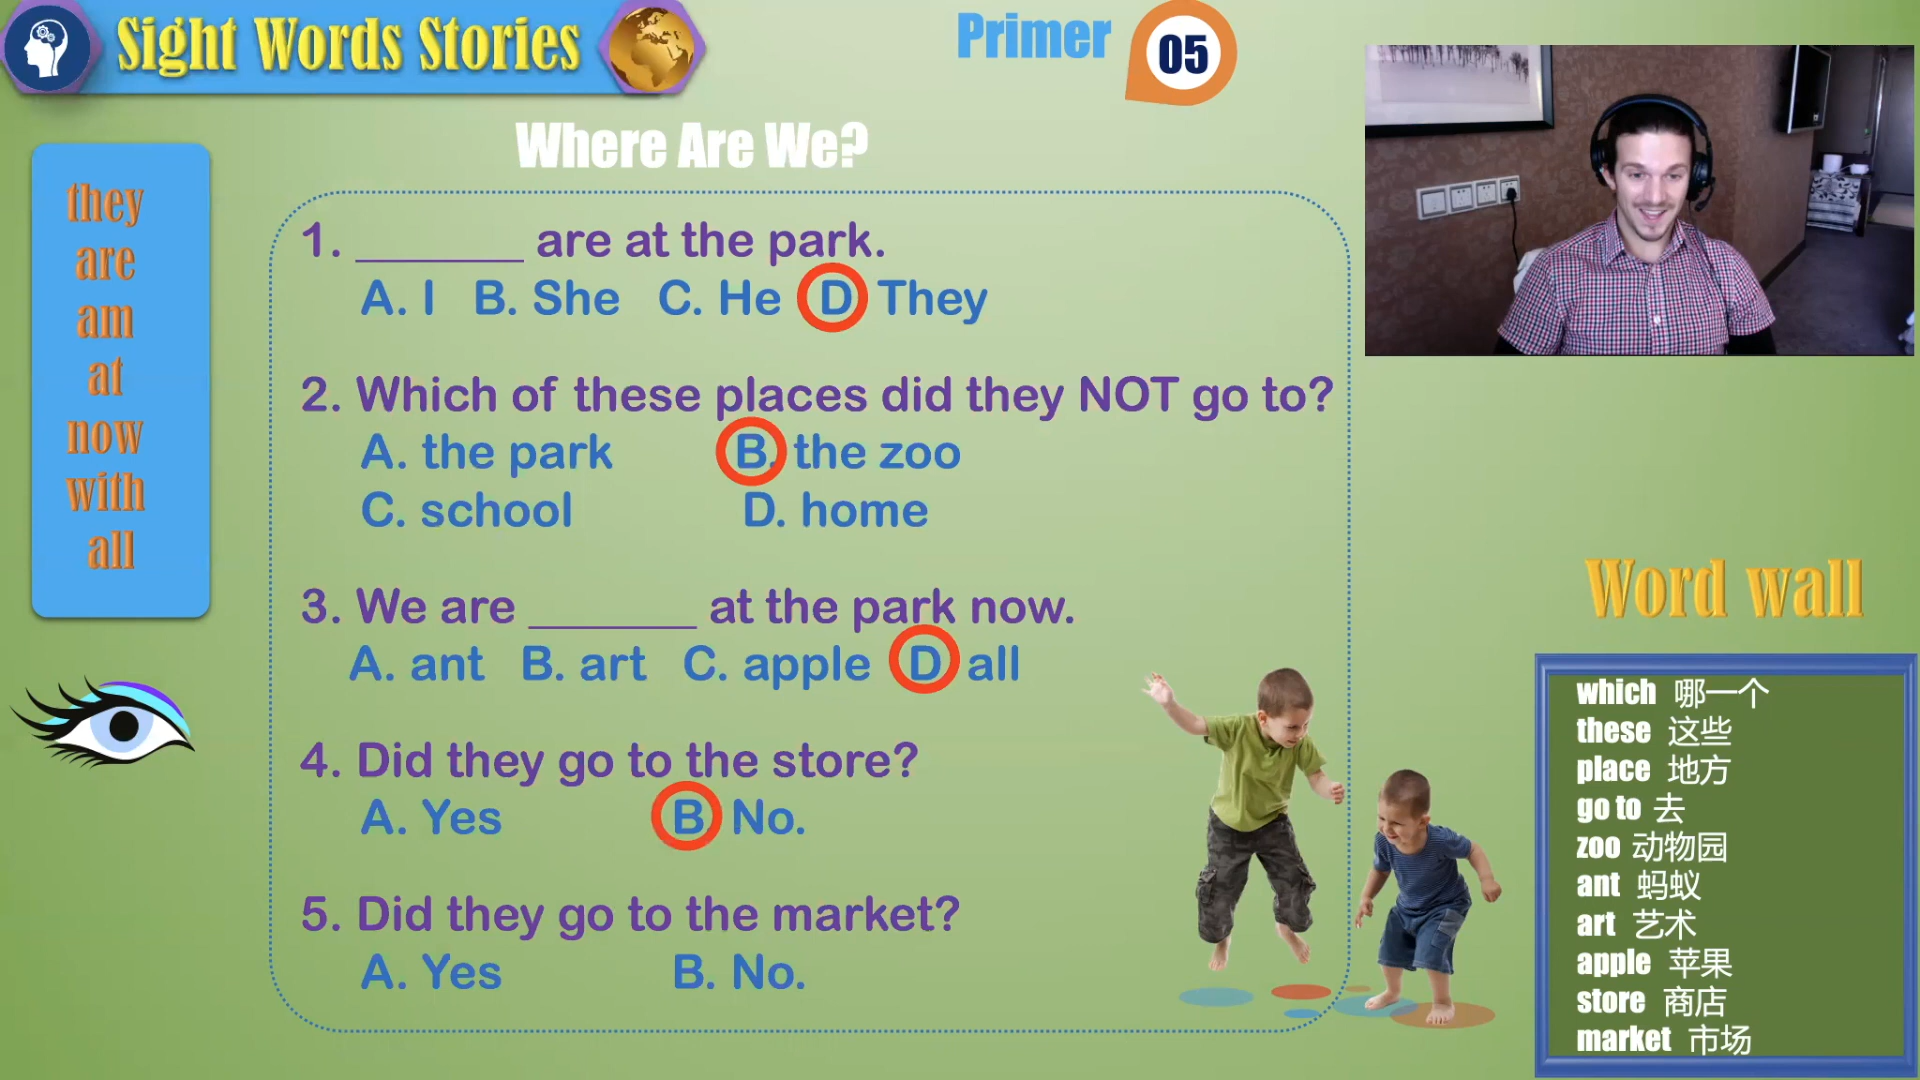 Sight Words Stories
Primer
05
Where Are We?
they
are
am
at
now
with
all
1. _______ are at the park.
A. I B. She C. He D They
2. Which of these places did they NOT go to?
A. the park B. the zoo
C. school D. home
3. We are _______ at the park now.
A. ant B. art C. apple D all
4. Did they go to the store?
A. Yes B. No.
5. Did they go to the market?
A. Yes B. No.
Word wall
which 哪一个
these 这些
place 地方
go to 去
zoo 动物园
ant 蚂蚁
art 艺术
apple 苹果
store 商店
market 市场